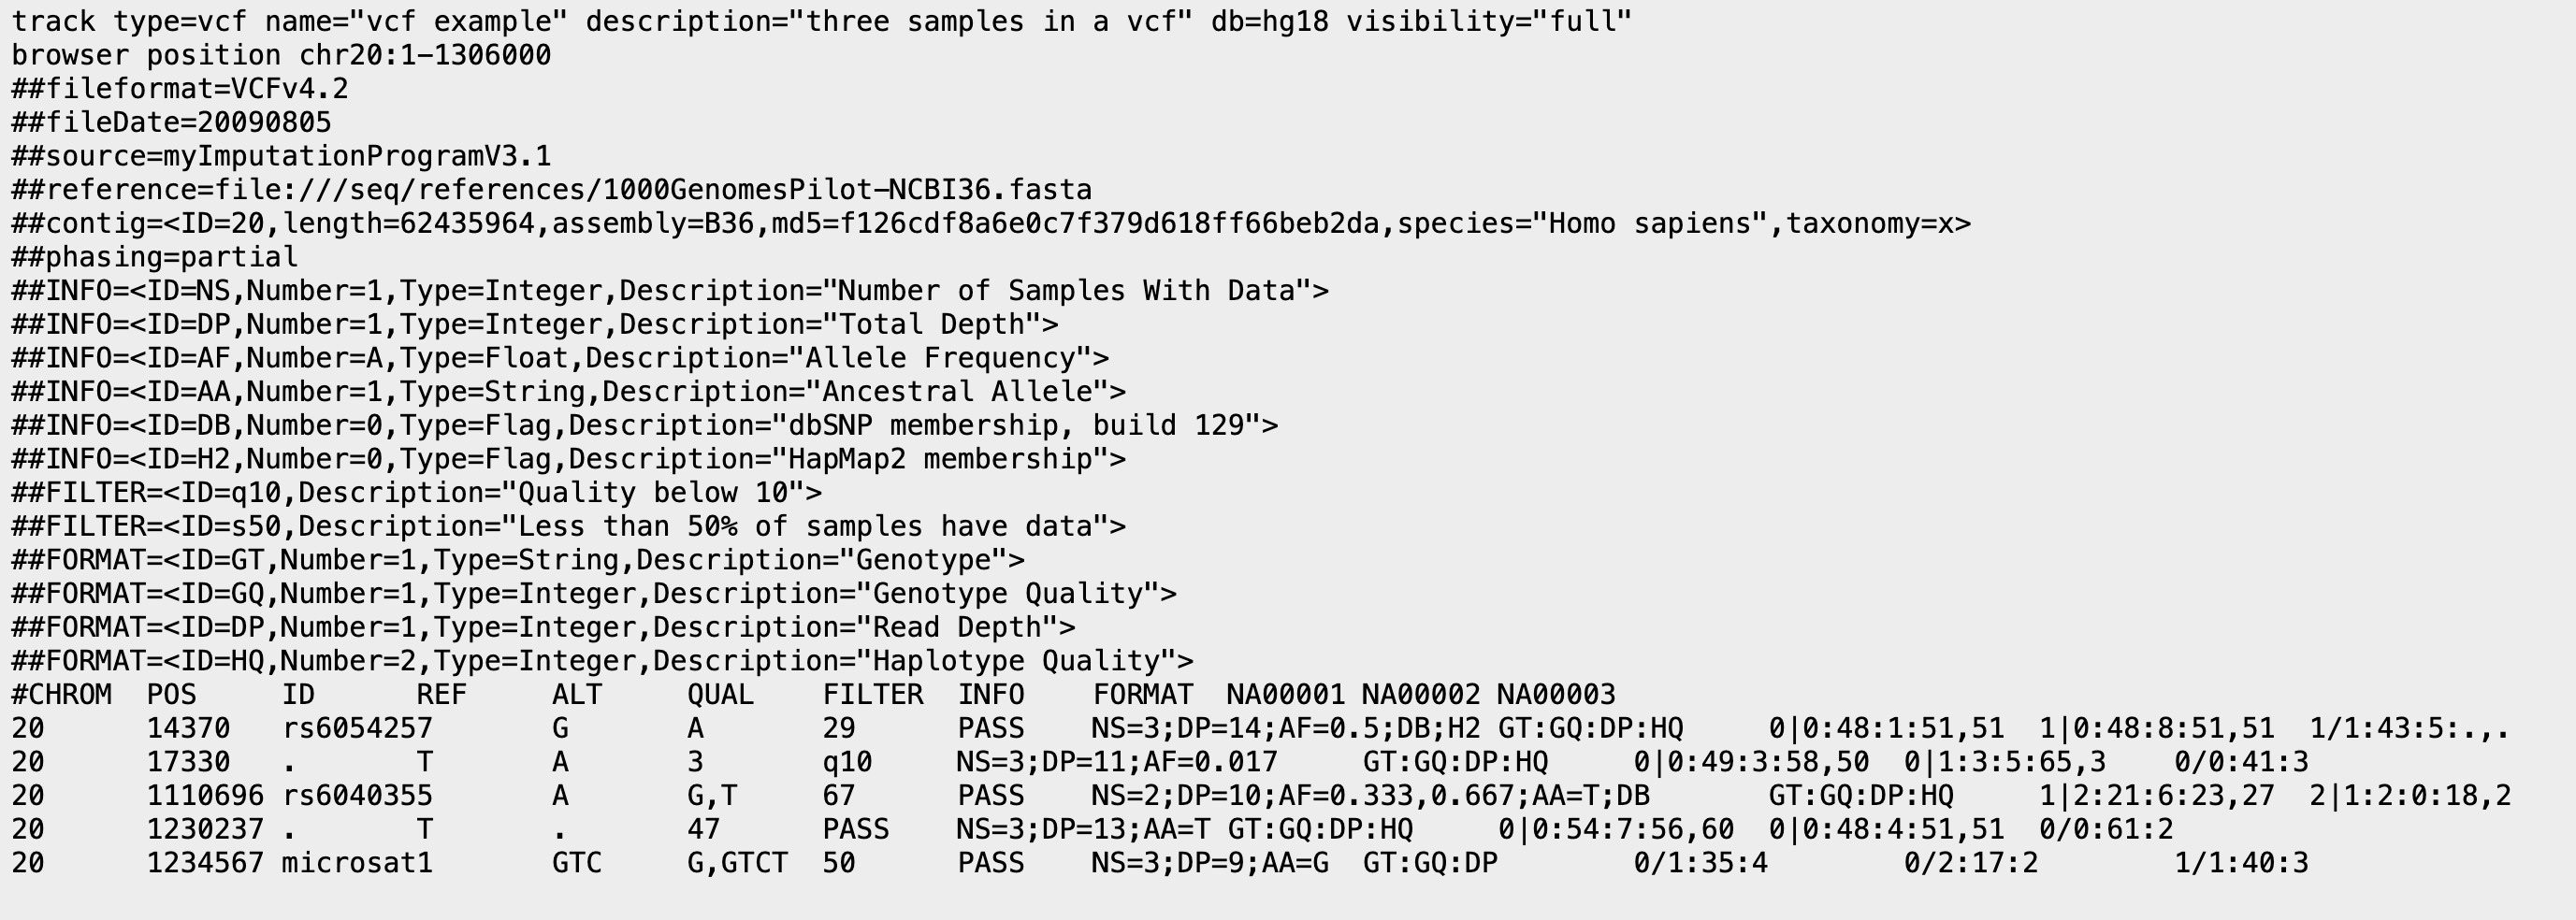 track type=vcf name="vcf example" description="three samples in a vcf" db=hg18 visibility="full"
browser position chr20:1-1306000
##fileformat=VCFv4.2
##fileDate=20090805
##source=myImputationProgramV3.1
##reference=file:///seq/references/1000GenomesPilot-NCBI36.fasta
##contig=<ID=20,length=62435964,assembly=B36,md5=f126cdf8a6e0c7f379d618ff66beb2da,species="Homo sapiens",taxonomy=x>
##phasing=partial
##INFO=<ID=NS,Number=1,Type=Integer,Description="Number of Samples With Data">
##INFO=<ID=DP,Number=1,Type=Integer,Description="Total Depth">
##INFO=<ID=AF,Number=A,Type=Float,Description="Allele Frequency">
##INFO=<ID=AA,Number=1,Type=String,Description="Ancestral Allele">
##INFO=<ID=DB,Number=0,Type=Flag,Description="dbSNP membership, build 129">
##INFO=<ID=H2,Number=0,Type=Flag,Description="HapMap2 membership">
##FILTER=<ID=q10,Description="Quality below 10">
##FILTER=<ID=s50,Description="Less than 50% of samples have data">
##FORMAT=<ID=GT,Number=1,Type=String,Description="Genotype">
##FORMAT=<ID=GQ,Number=1,Type=Integer,Description="Genotype Quality">
##FORMAT=<ID=DP,Number=1,Type=Integer,Description="Read Depth">
##FORMAT=<ID=HQ,Number=2,Type=Integer,Description="Haplotype Quality">
#CHROM  POS     ID      REF     ALT     QUAL    FILTER  INFO    FORMAT  NA00001 NA00002 NA00003
20      14370   rs6054257       G       A       29      PASS    NS=3;DP=14;AF=0.5;DB;H2 GT:GQ:DP:HQ     0|0:48:1:51,51  1|0:48:8:51,51  1/1:43:5:.,.
20      17330   .       T       A       3       q10     NS=3;DP=11;AF=0.017     GT:GQ:DP:HQ     0|0:49:3:58,50  0|1:3:5:65,3    0/0:41:3
20      1110696 rs6040355       A       G,T     67      PASS    NS=2;DP=10;AF=0.333,0.667;AA=T;DB       GT:GQ:DP:HQ     1|2:21:6:23,27  2|1:2:0:18,2
20      1230237 .       T       .       47      PASS    NS=3;DP=13;AA=T GT:GQ:DP:HQ     0|0:54:7:56,60  0|0:48:4:51,51  0/0:61:2
20      1234567 microsat1       GTC     G,GTCT  50      PASS    NS=3;DP=9;AA=G  GT:GQ:DP        0/1:35:4        0/2:17:2        1/1:40:3